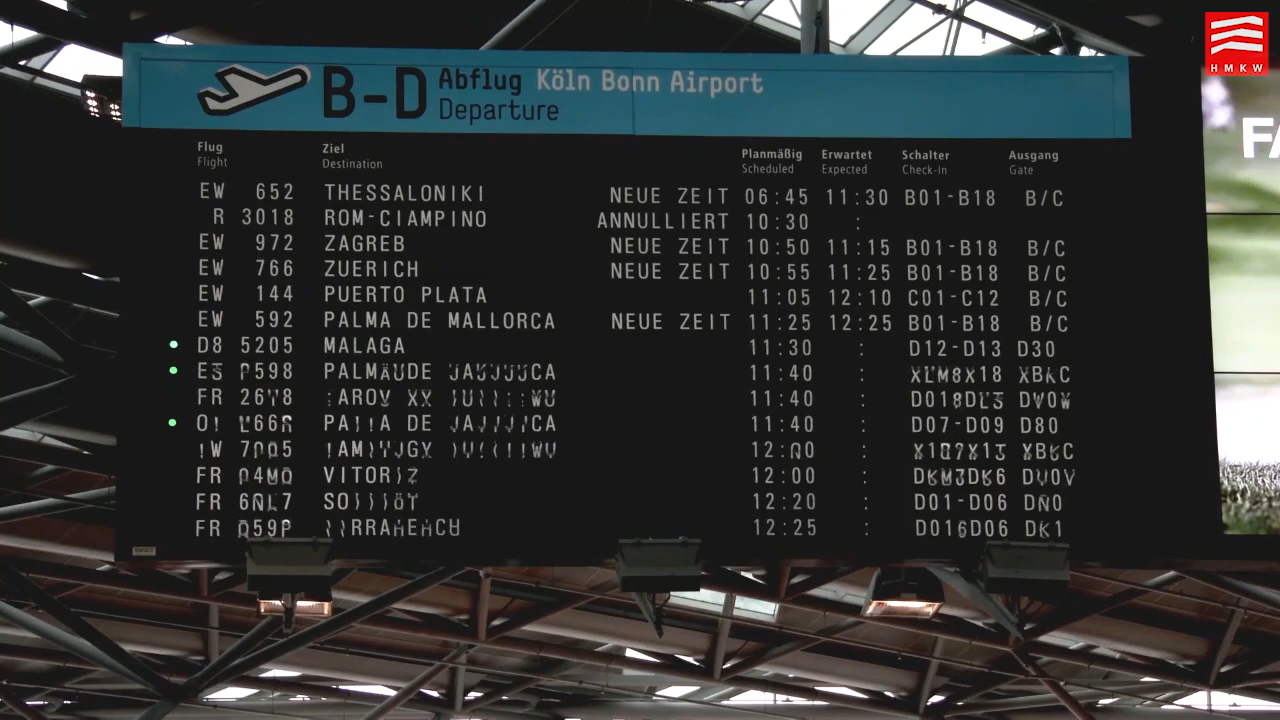 HMKW
B-D Abflug Köln Bonn Airport
Departure
FA
Flug Ziel Planmäßig Erwartet Schalter Ausgang
Flight Destination Scheduled Expected Check-In Gate
EW 652 THESSALONIKI NEUE ZEIT 06:45 11:30 B01-B18 B/C
R 3018 ROM-CIAMPINO ANNULLIERT 10:30 :
EW 972 ZAGREB NEUE ZEIT 10:50 11:15 B01-B18 B/C
EW 766 ZUERICH NEUE ZEIT 10:55 11:25 B01-B18 B/C
EW 144 PUERTO PLATA 11:05 12:10 C01-C12 B/C
EW 592 PALMA DE MALLORCA NEUE ZEIT 11:25 12:25 B01-B18 B/C
D8 5205 MALAGA 11:30 : D12-D13 D30
11:40 :
FR 11:40 :
DE 11:40 : D07-D09 D80
12:00 :
FR 12:00 :
FR 12:20 : D01-D06
FR 12:25 :